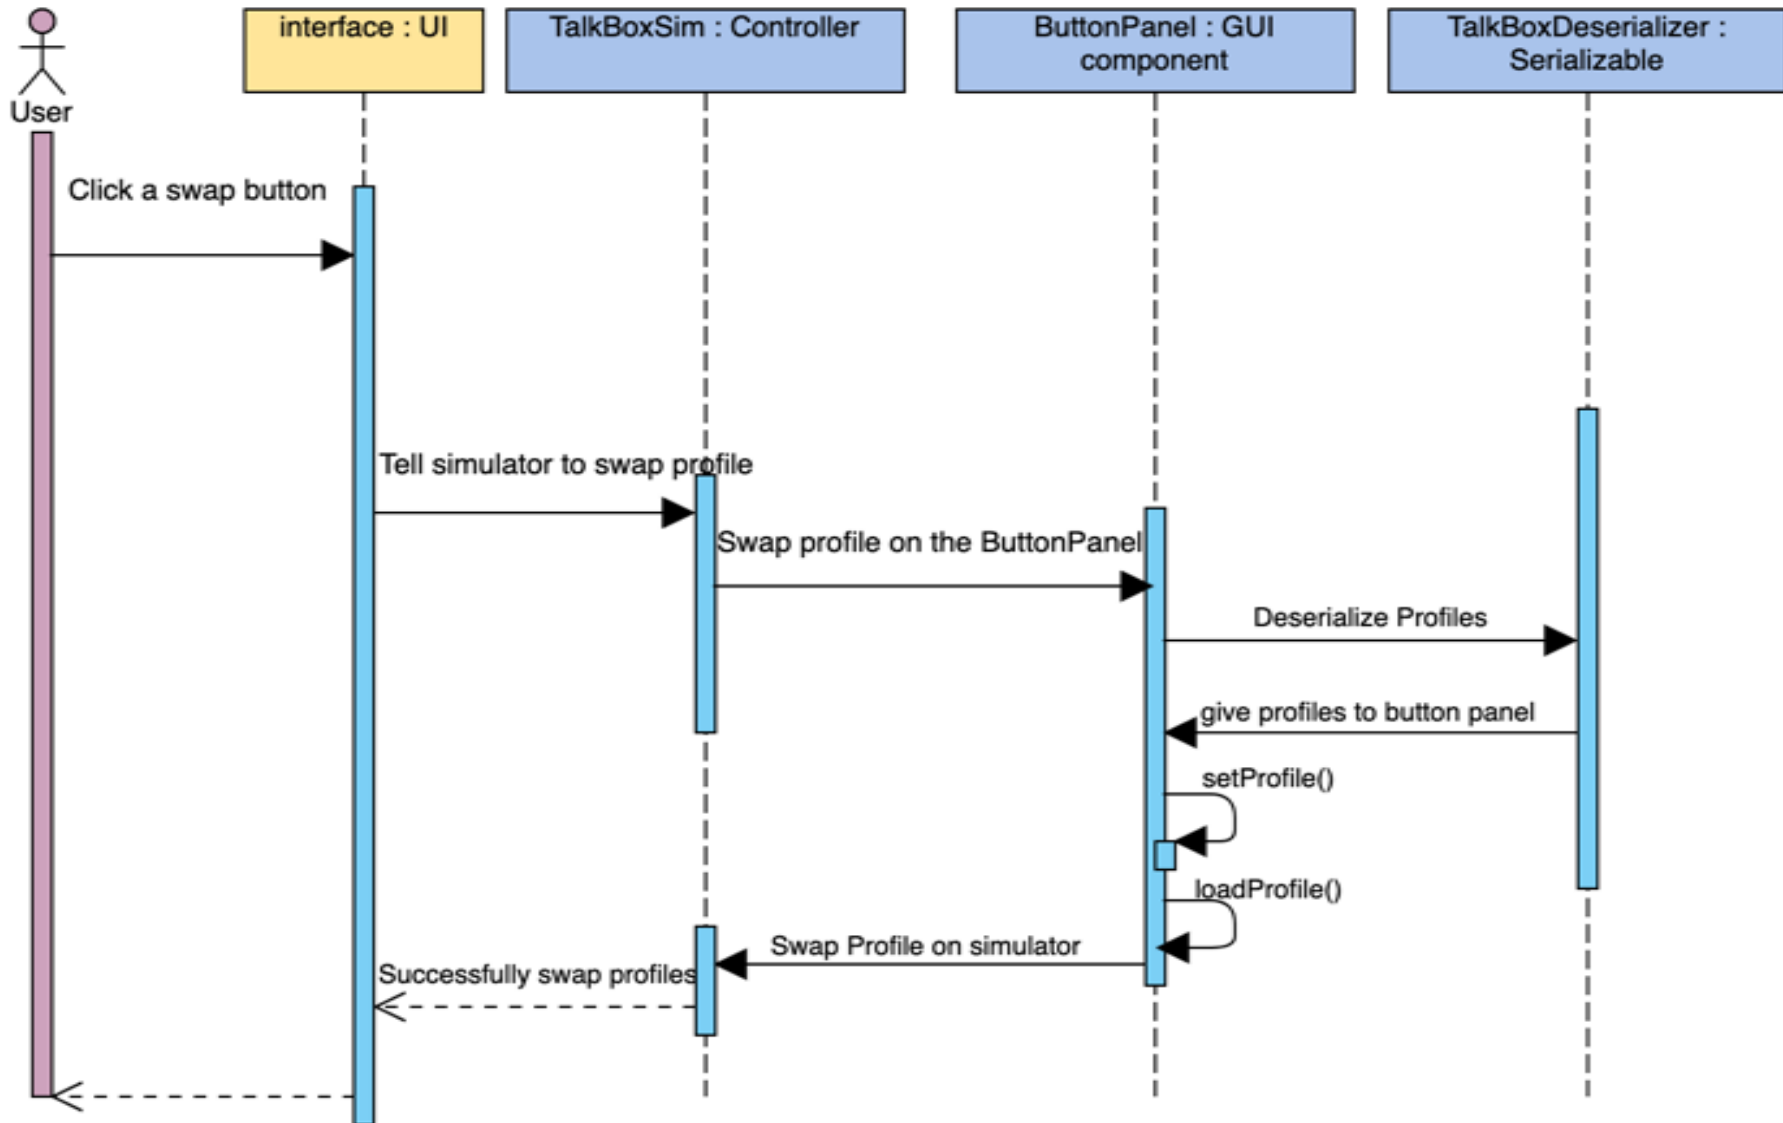 interface : UI
TalkBoxSim : Controller
ButtonPanel : GUI
component
TalkBoxDeserializer :
Serializable
User
Click a swap button
Tell simulator to swap profile
Swap profile on the ButtonPanel
Deserialize Profiles
give profiles to button panel
setProfile()
loadProfile()
Swap Profile on simulator
Successfully swap profiles